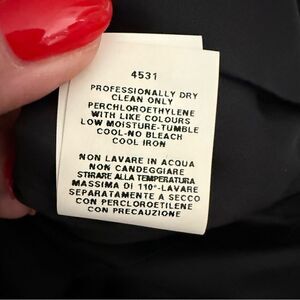 4531
PROFESSIONALLY DRY
CLEAN ONLY
PERCHLOROETHYLENE
WITH LIKE COLOURS
LOW MOISTURE-TUMBLE
COOL-NO BLEACH
COOL IRON
NON LAVARE IN ACQUA
NON CANDEGGIARE
STIRARE ALLA TEMPERATURA
MASSIMA DI 110°-LAVARE
SEPARATAMENTE A SECCO
CON PERCLOROETILENE
CON PRECAUZIONE